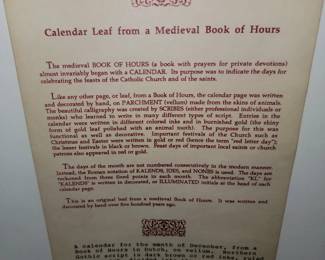 Calendar Leaf from a Medieval Book of Hours
THE medieval BOOK OF HOURS (a book with prayers for private devotions)
almost invariably began with a CALENDAR. Its purpose was to indicate the days for
celebrating the feasts of the Catholic Church and of the saints.
Like any other page, or leaf, from a Book of Hours, the calendar page was written
and decorated by hand, on PARCHMENT (vellum) made from the skins of animals.
The beautiful calligraphy was created by SCRIBES (either professional individuals or
monks) who learned to write in many different types of script. Entries in the
calendar were written in different colored inks and in burnished gold (the shiny
form of gold leaf polished with an animal tooth). The purpose for this was
functional as well as decorative. Important festivals of the Church such as
Christmas and Easter were written in gold or red (hence the term "red letter day");
the lesser festivals in black or brown. Feast days of important local saints or church
patrons also appeared in red or gold.
The days of the month are not numbered consecutively in the modern manner.
Instead, the Roman notation of KALENDS, IDES, and NONES is used. The days are
reckoned from these fixed points in each month. The abbreviation "KL" for
"KALENDS" is written in decorated, or ILLUMINATED initials at the head of each
calendar page.
This is an original leaf from a medieval Book of Hours. It was written and
decorated by hand over five hundred years ago.
A calendar for the month of December, from a
Book of Hours in Dutch, on vellum. Northern
Gothic script in dark brown or red inks, ruled